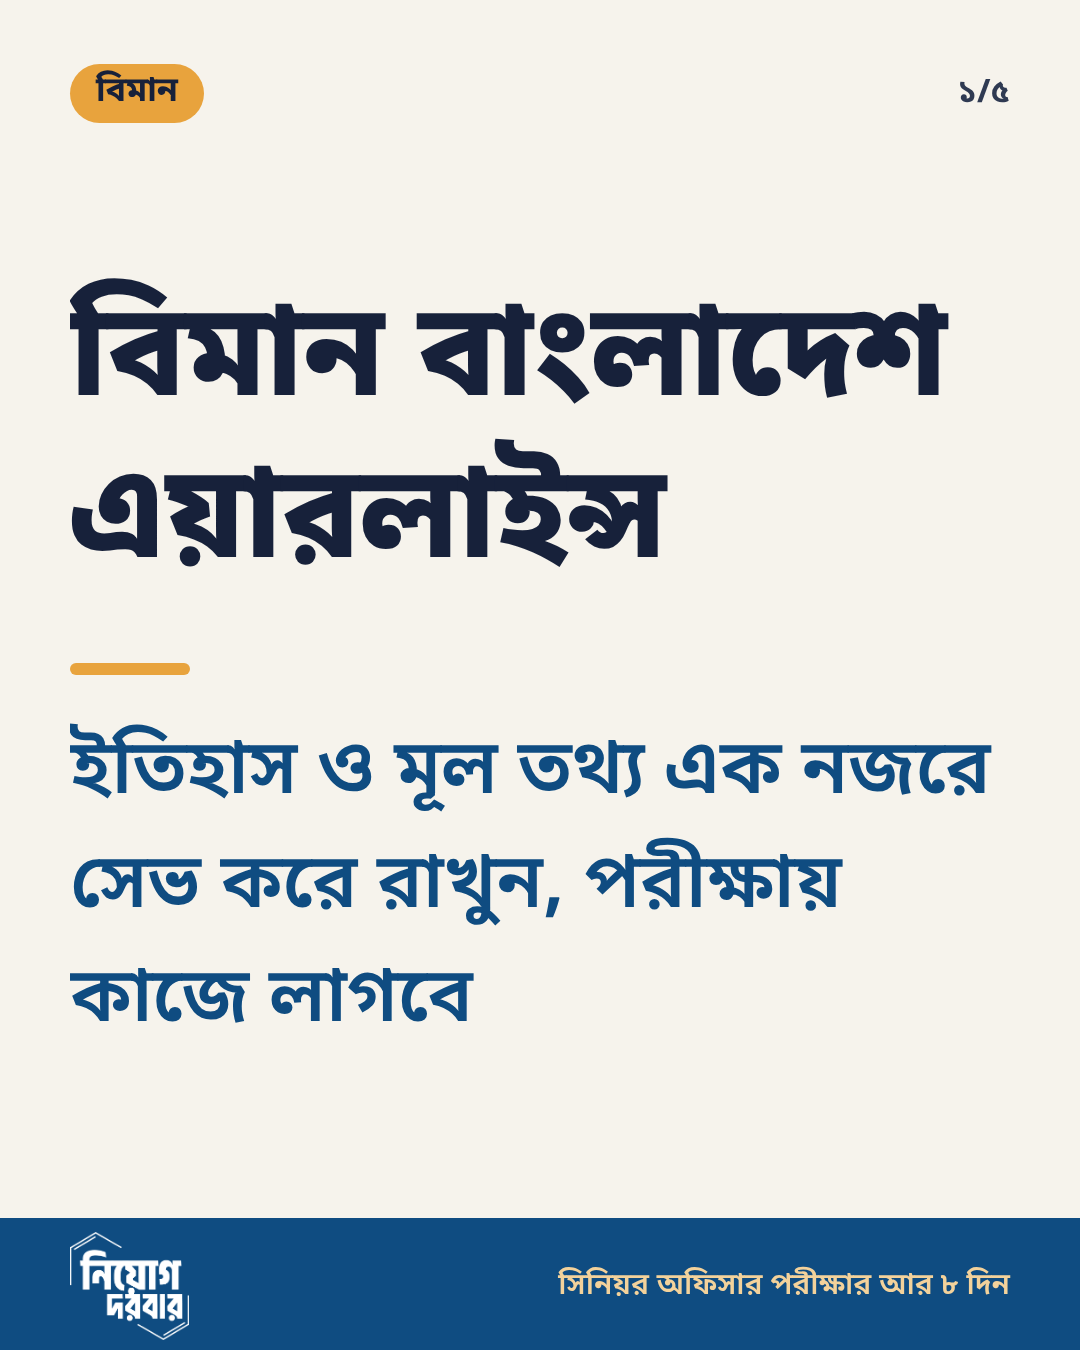 বিমান
১/৫
বিমান বাংলাদেশ
এয়ারলাইন্স
ইতিহাস ও মূল তথ্য এক নজরে
সেভ করে রাখুন, পরীক্ষায়
কাজে লাগবে
নিয়োগ
দরবার
সিনিয়র অফিসার পরীক্ষার আর ৮ দিন